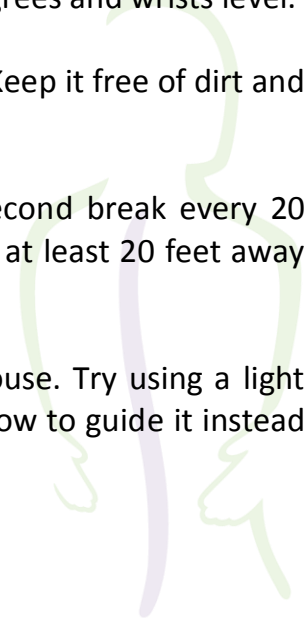 grees and wrists level.
Keep it free of dirt and
econd break every 20
at least 20 feet away
ouse. Try using a light
ow to guide it instead